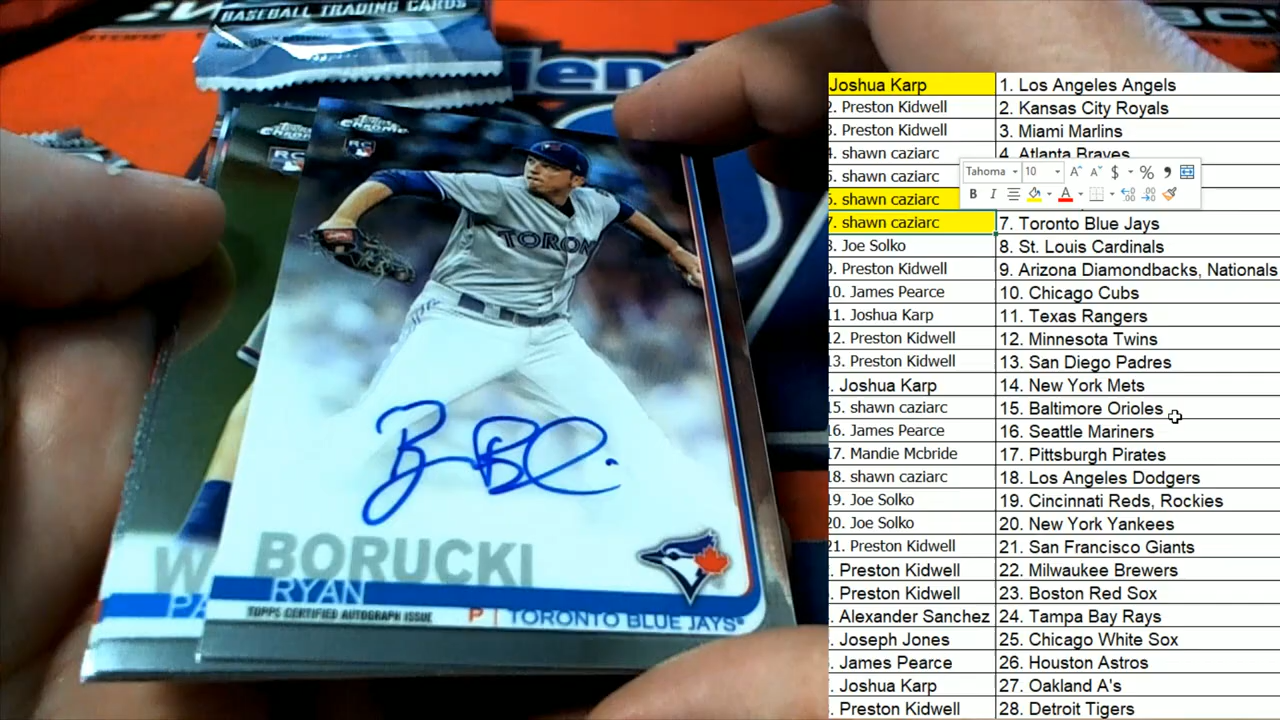 BASEBALL TRADING CARDS
Topps
CHROME
RC
Topps
CHROME
RC
TORON
BORUCKI
RYAN
TOPPS CERTIFIED AUTOGRAPH ISSUE
P | TORONTO BLUE JAYS
W
PA
Joshua Karp 1. Los Angeles Angels
2. Preston Kidwell 2. Kansas City Royals
3. Preston Kidwell 3. Miami Marlins
4. shawn caziarc 4. Atlanta Braves
5. shawn caziarc
Tahoma 10
6. shawn caziarc
7. shawn caziarc 7. Toronto Blue Jays
8. Joe Solko 8. St. Louis Cardinals
9. Preston Kidwell 9. Arizona Diamondbacks, Nationals
10. James Pearce 10. Chicago Cubs
11. Joshua Karp 11. Texas Rangers
12. Preston Kidwell 12. Minnesota Twins
13. Preston Kidwell 13. San Diego Padres
. Joshua Karp 14. New York Mets
15. shawn caziarc 15. Baltimore Orioles
16. James Pearce 16. Seattle Mariners
17. Mandie Mcbride 17. Pittsburgh Pirates
18. shawn caziarc 18. Los Angeles Dodgers
19. Joe Solko 19. Cincinnati Reds, Rockies
20. Joe Solko 20. New York Yankees
21. Preston Kidwell 21. San Francisco Giants
. Preston Kidwell 22. Milwaukee Brewers
. Preston Kidwell 23. Boston Red Sox
. Alexander Sanchez 24. Tampa Bay Rays
. Joseph Jones 25. Chicago White Sox
. James Pearce 26. Houston Astros
. Joshua Karp 27. Oakland A's
. Preston Kidwell 28. Detroit Tigers